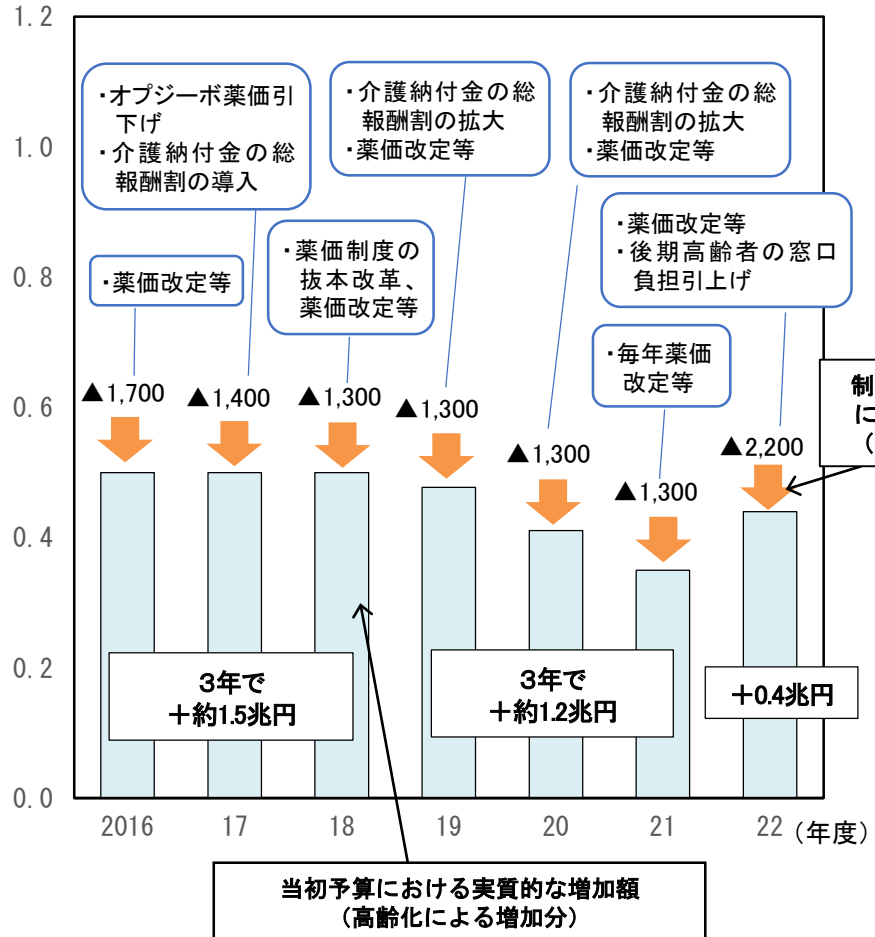 1.2
1.0
0.8
0.6
0.4
0.2
0.0
・オプジーボ薬価引
下げ
・介護納付金の総
報酬割の導入
・介護納付金の総
報酬割の拡大
・薬価改定等
・介護納付金の総
報酬割の拡大
・薬価改定等
・薬価改定等
・薬価制度の
抜本改革、
薬価改定等
・薬価改定等
・後期高齢者の窓口
負担引上げ
・毎年薬価
改定等
▲1,700
▲1,400
▲1,300
▲1,300
▲1,300
▲1,300
▲2,200
制
に
（
3年で
＋約1.5兆円
3年で
＋約1.2兆円
＋0.4兆円
2016
17
18
19
20
21
22
（年度）
当初予算における実質的な増加額
（高齢化による増加分）